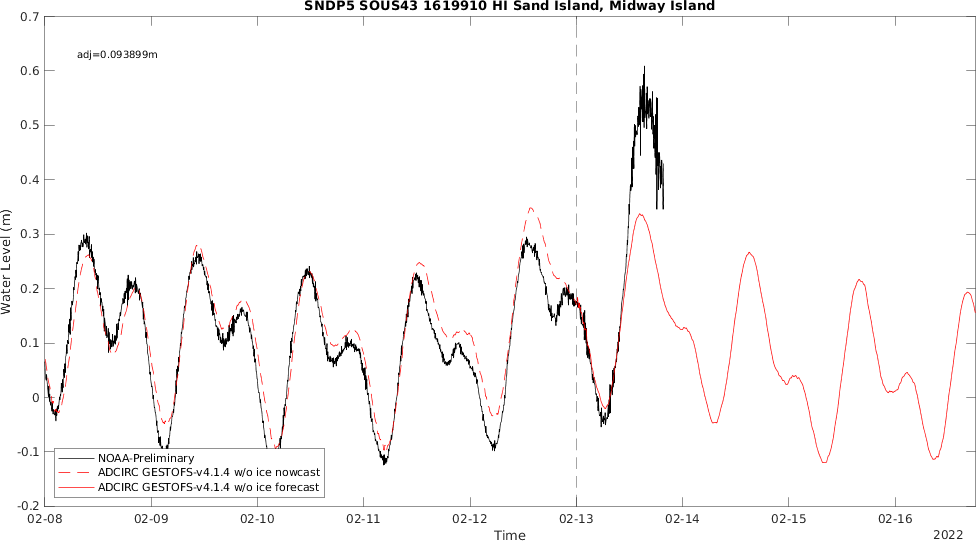 SNDP5 SOUS43 1619910 HI Sand Island, Midway Island
0.7
0.6
0.5
0.4
0.3
0.2
0.1
0
-0.1
-0.2
Water Level (m)
adj=0.093899m
NOAA-Preliminary
ADCIRC GESTOFS-v4.1.4 w/o ice nowcast
ADCIRC GESTOFS-v4.1.4 w/o ice forecast
02-08 02-09 02-10 02-11 02-12 02-13 02-14 02-15 02-16
Time
2022